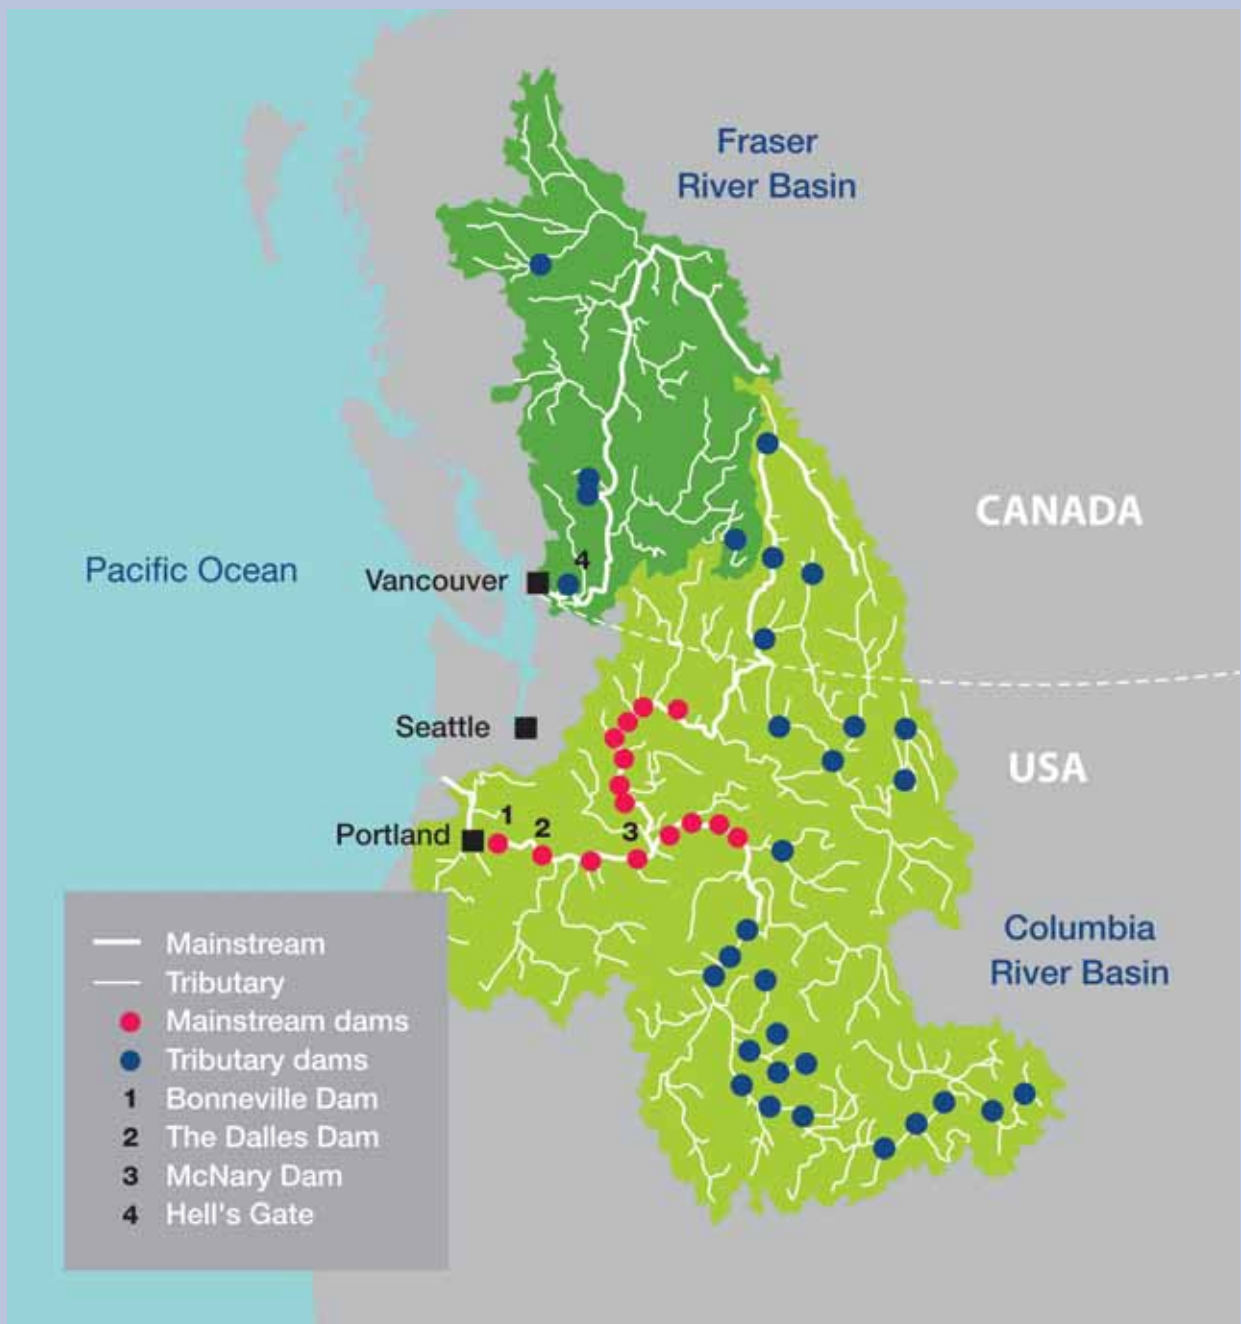 Fraser
River Basin
CANADA
Pacific Ocean
4
Vancouver
Seattle
USA
1
2
3
Portland
Columbia
River Basin
Mainstream
Tributary
Mainstream dams
Tributary dams
1 Bonneville Dam
2 The Dalles Dam
3 McNary Dam
4 Hell's Gate